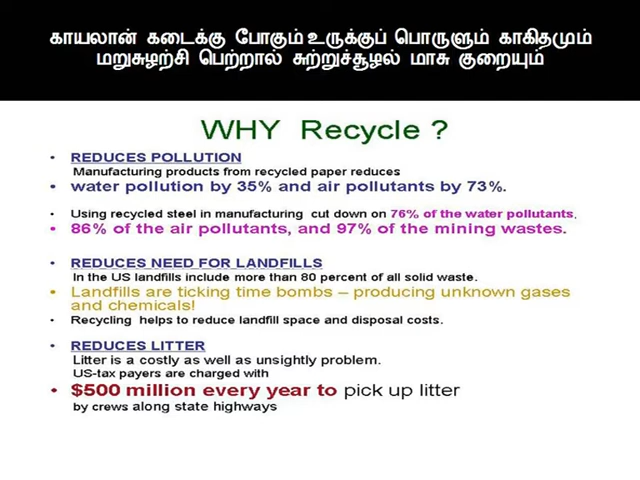 காயலான் கடைக்கு போகும் உருக்குப் பொருளும் காகிதமும்
மறுசுழற்சி பெற்றால் சுற்றுச்சூழல் மாசு குறையும்
WHY Recycle ?
• REDUCES POLLUTION
Manufacturing products from recycled paper reduces
• water pollution by 35% and air pollutants by 73%.
• Using recycled steel in manufacturing cut down on 76% of the water pollutants,
• 86% of the air pollutants, and 97% of the mining wastes.
• REDUCES NEED FOR LANDFILLS
In the US landfills include more than 80 percent of all solid waste.
• Landfills are ticking time bombs – producing unknown gases
and chemicals!
• Recycling helps to reduce landfill space and disposal costs.
• REDUCES LITTER
Litter is a costly as well as unsightly problem.
US-tax payers are charged with
• $500 million every year to pick up litter
by crews along state highways